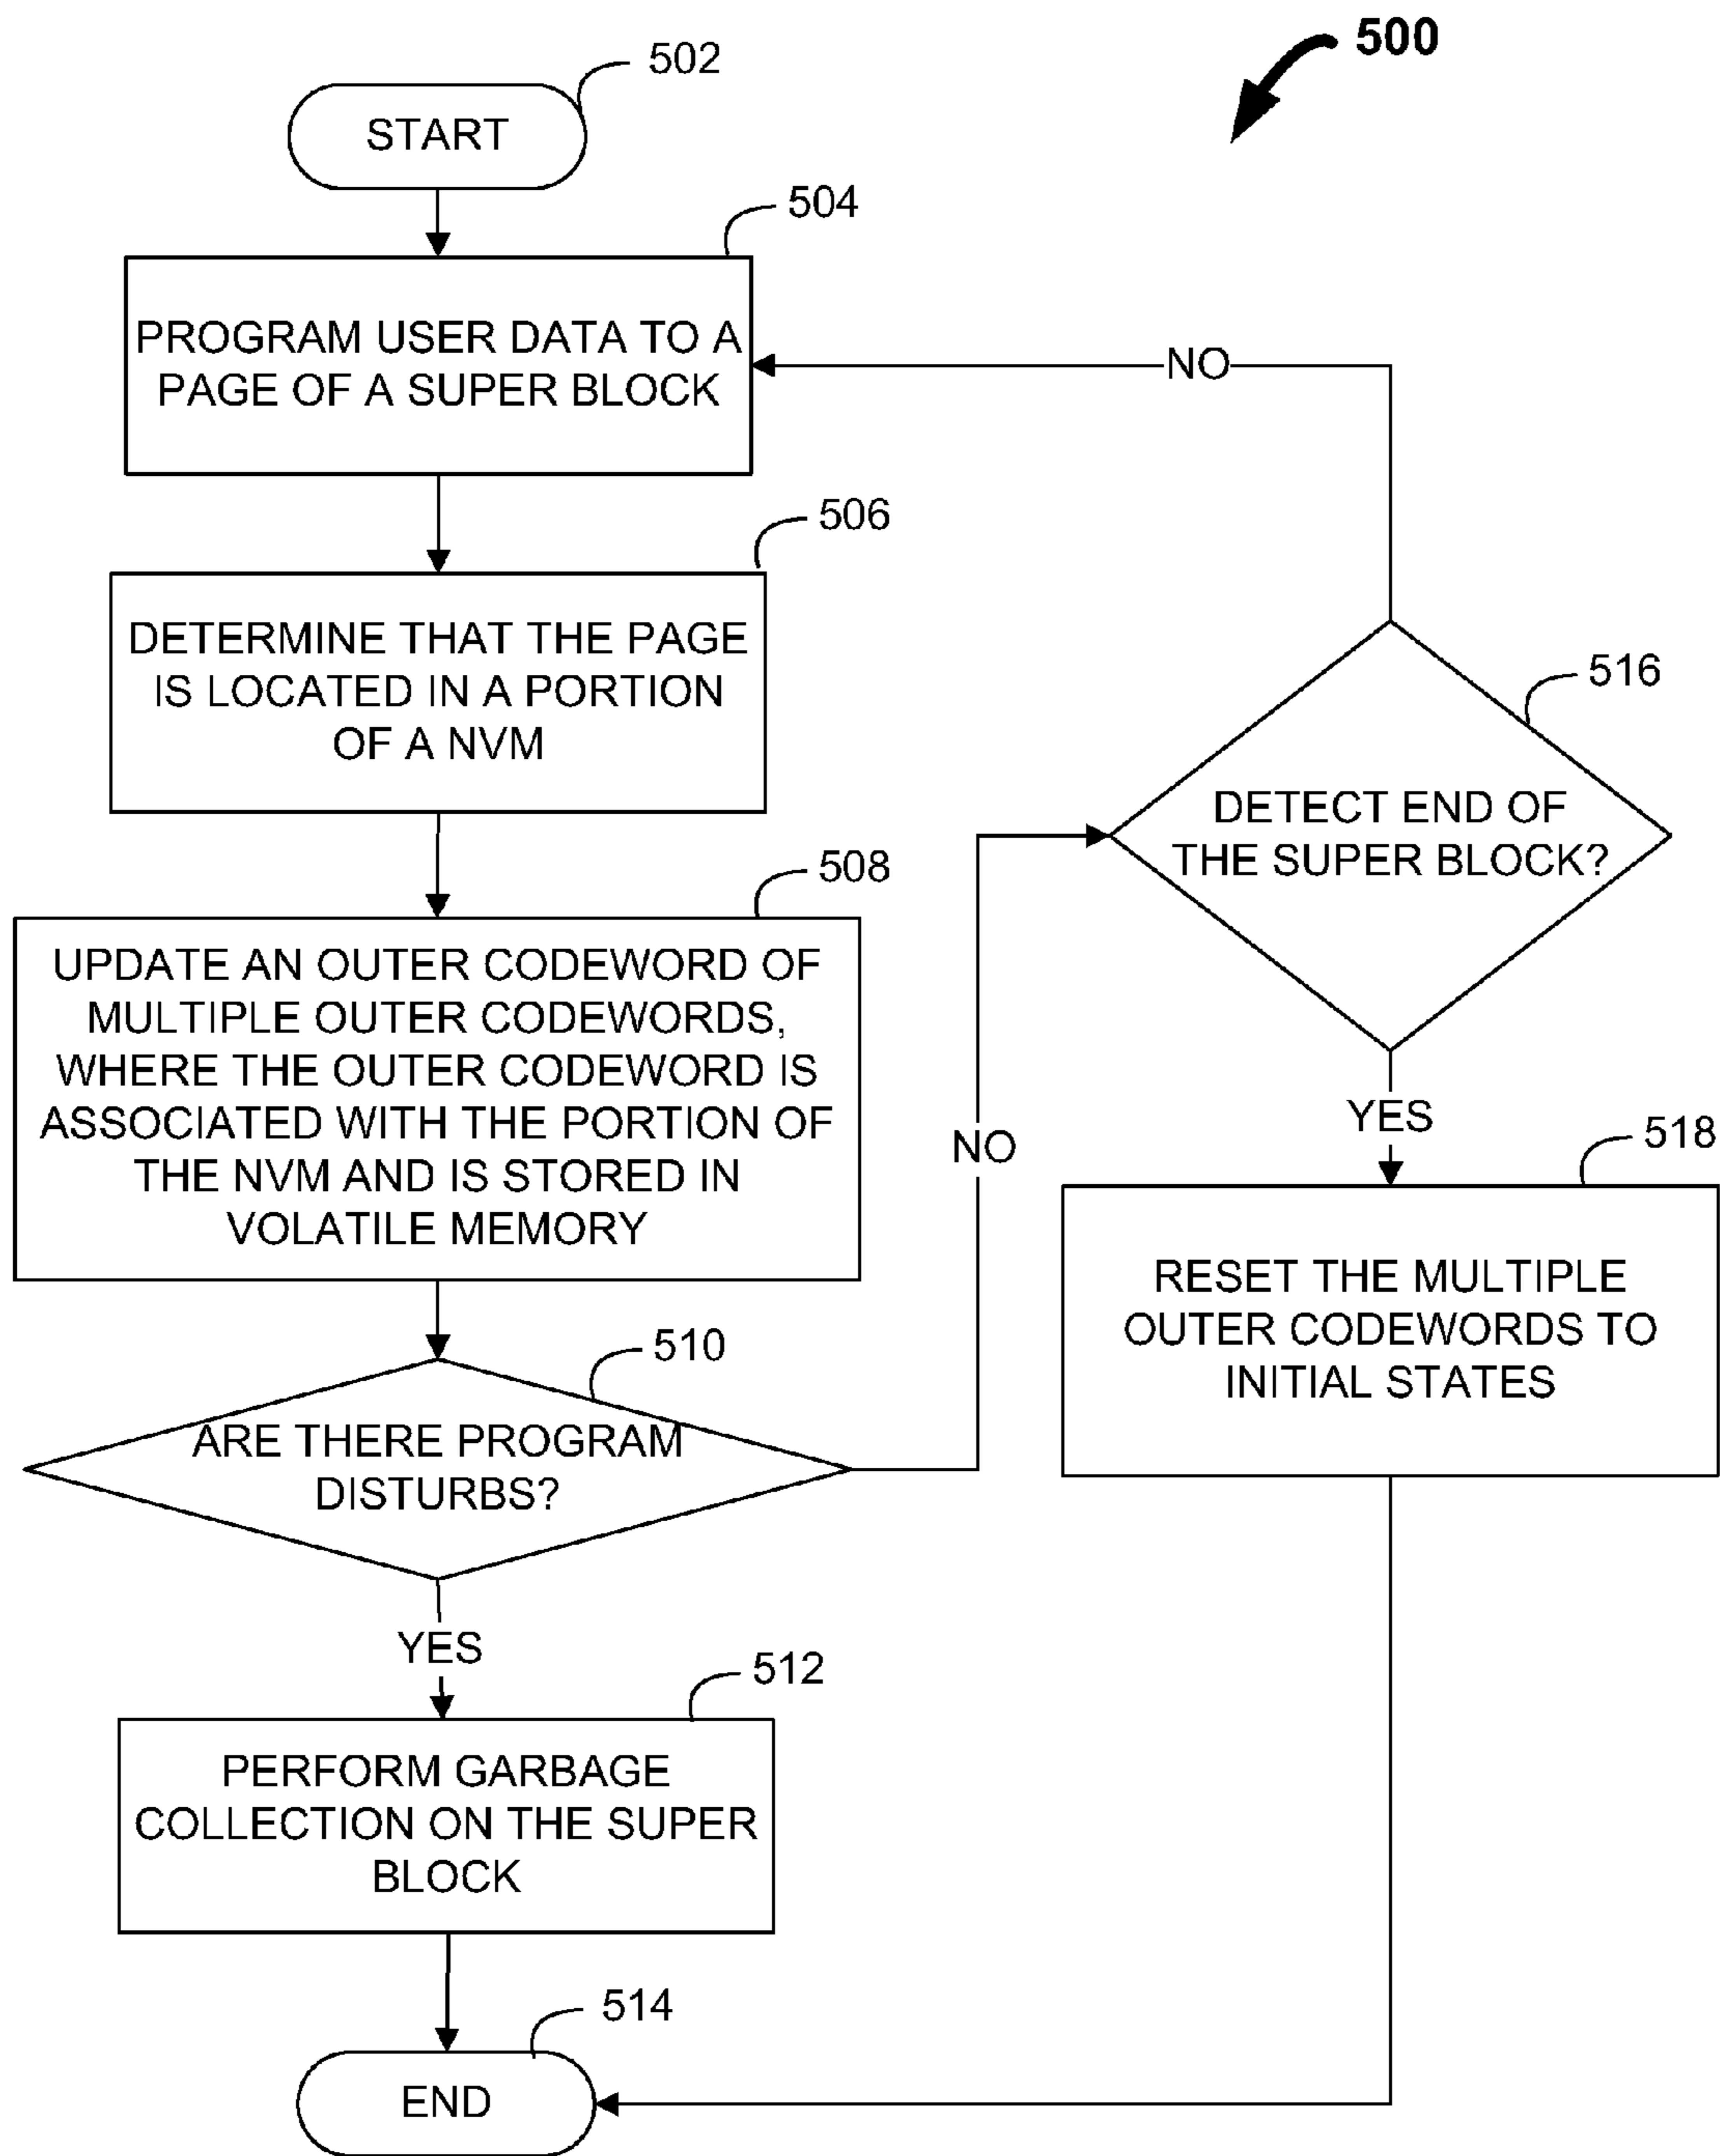 500
502
START
504
PROGRAM USER DATA TO A
PAGE OF A SUPER BLOCK
NO
506
DETERMINE THAT THE PAGE
IS LOCATED IN A PORTION
OF A NVM
508
UPDATE AN OUTER CODEWORD OF
MULTIPLE OUTER CODEWORDS,
WHERE THE OUTER CODEWORD IS
ASSOCIATED WITH THE PORTION OF
THE NVM AND IS STORED IN
VOLATILE MEMORY
510
ARE THERE PROGRAM
DISTURBS?
NO
YES
512
PERFORM GARBAGE
COLLECTION ON THE SUPER
BLOCK
514
END
516
DETECT END OF
THE SUPER BLOCK?
YES
518
RESET THE MULTIPLE
OUTER CODEWORDS TO
INITIAL STATES